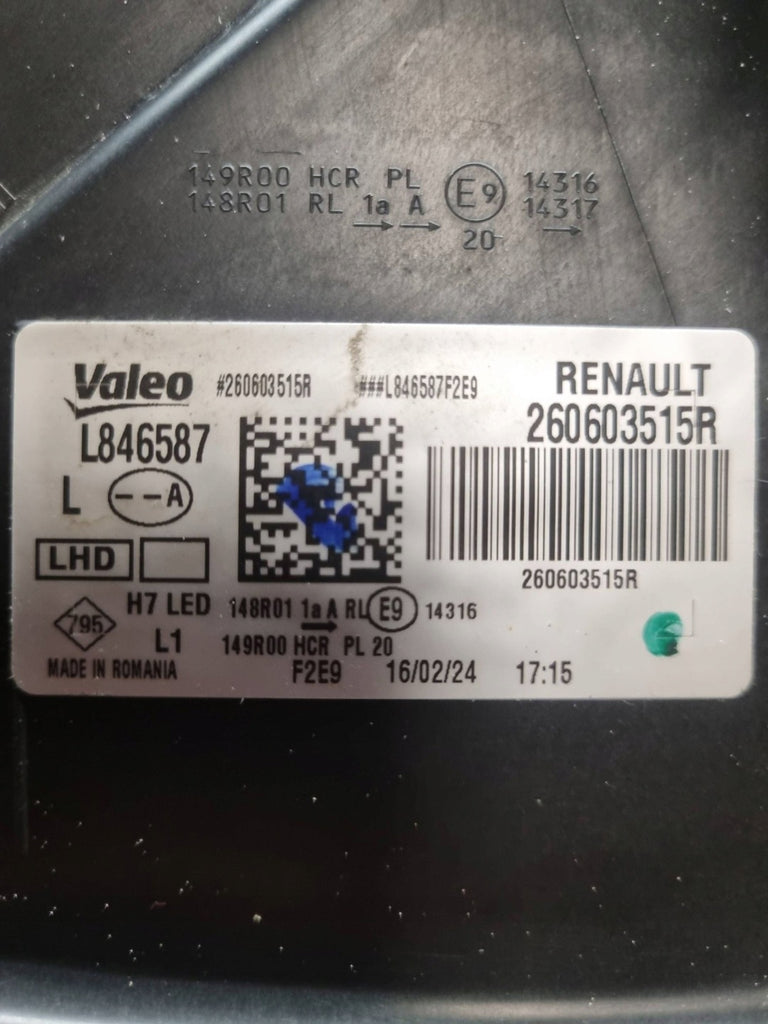 149R00 HCR PL E9 14316
148R01 RL 1a A 14317
20
Valeo #260603515R ###L846587F2E9 RENAULT
L846587 260603515R
L --A
LHD
260603515R
795 H7 LED 148R01 1a A RL E9 14316
L1 149R00 HCR PL 20
MADE IN ROMANIA F2E9 16/02/24 17:15